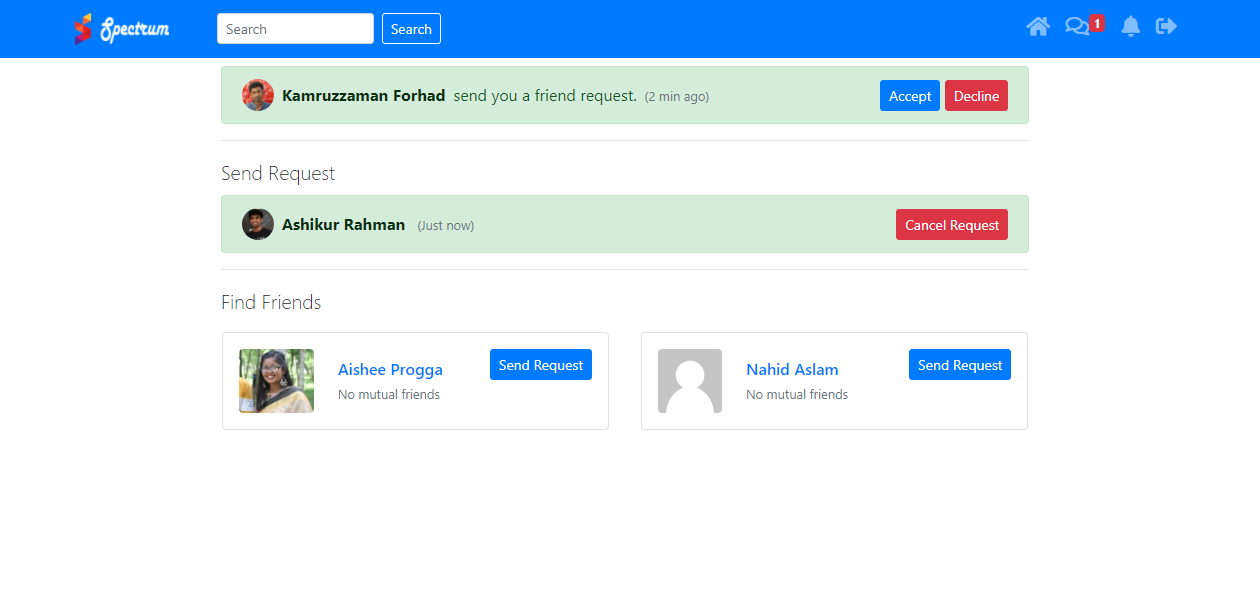 Spectrum Search Search 1
Kamruzzaman Forhad send you a friend request. (2 min ago) Accept Decline
Send Request
Ashikur Rahman (Just now) Cancel Request
Find Friends
Aishee Progga Send Request
No mutual friends
Nahid Aslam Send Request
No mutual friends